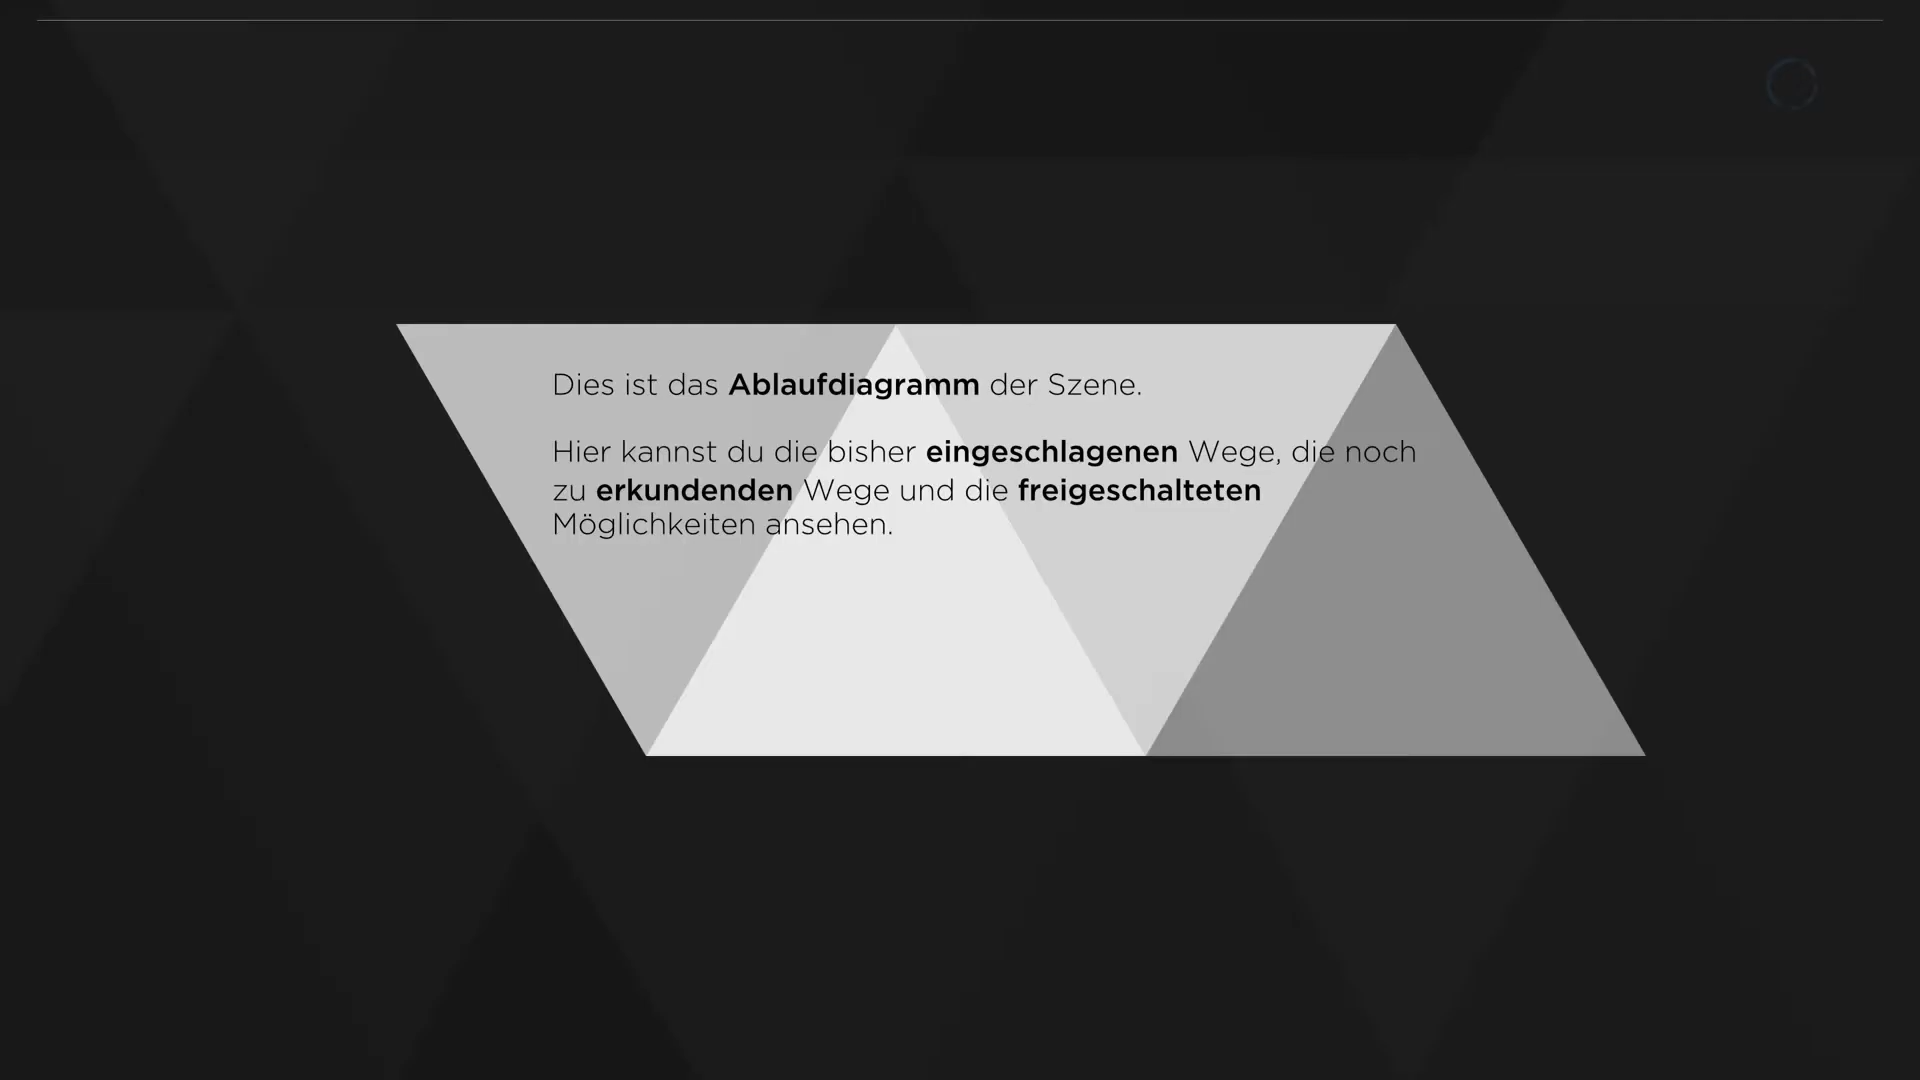 Dies ist das Ablaufdiagramm der Szene.
Hier kannst du die bisher eingeschlagenen Wege, die noch
zu erkundenden Wege und die freigeschalteten
Möglichkeiten ansehen.